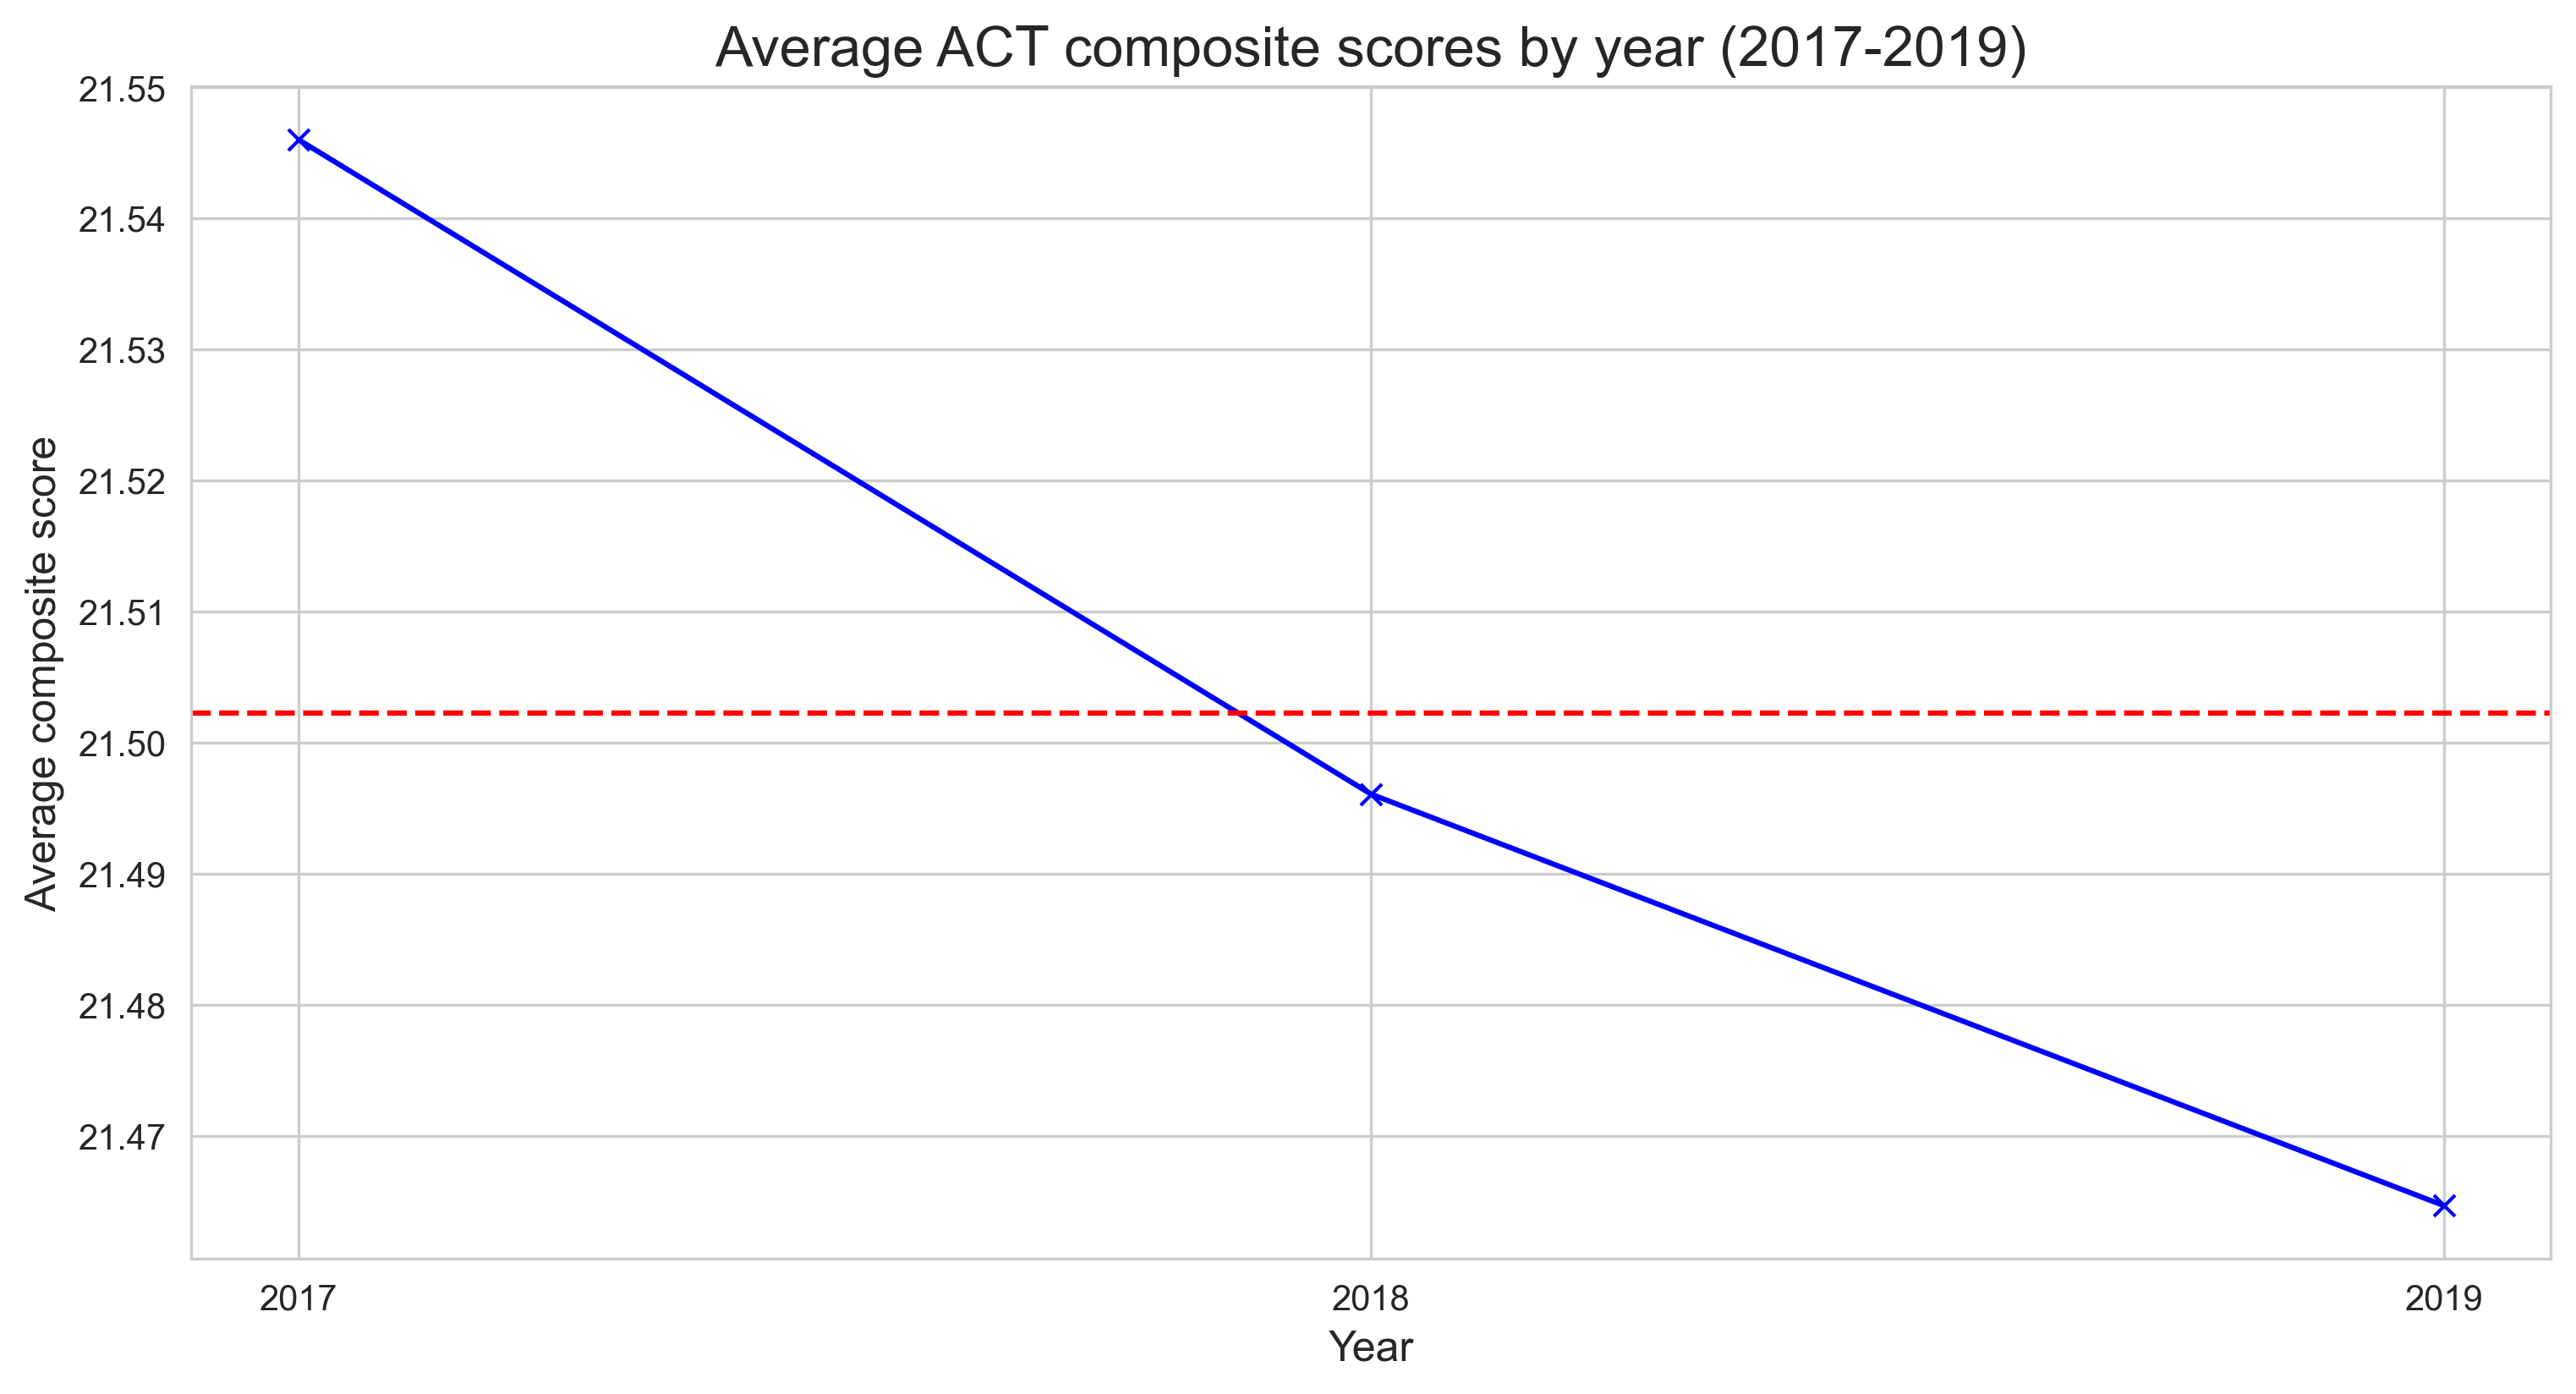 Average ACT composite scores by year (2017-2019)
21.55
21.54
21.53
21.52
21.51
21.50
21.49
21.48
21.47
Average composite score
2017 2018 2019
Year